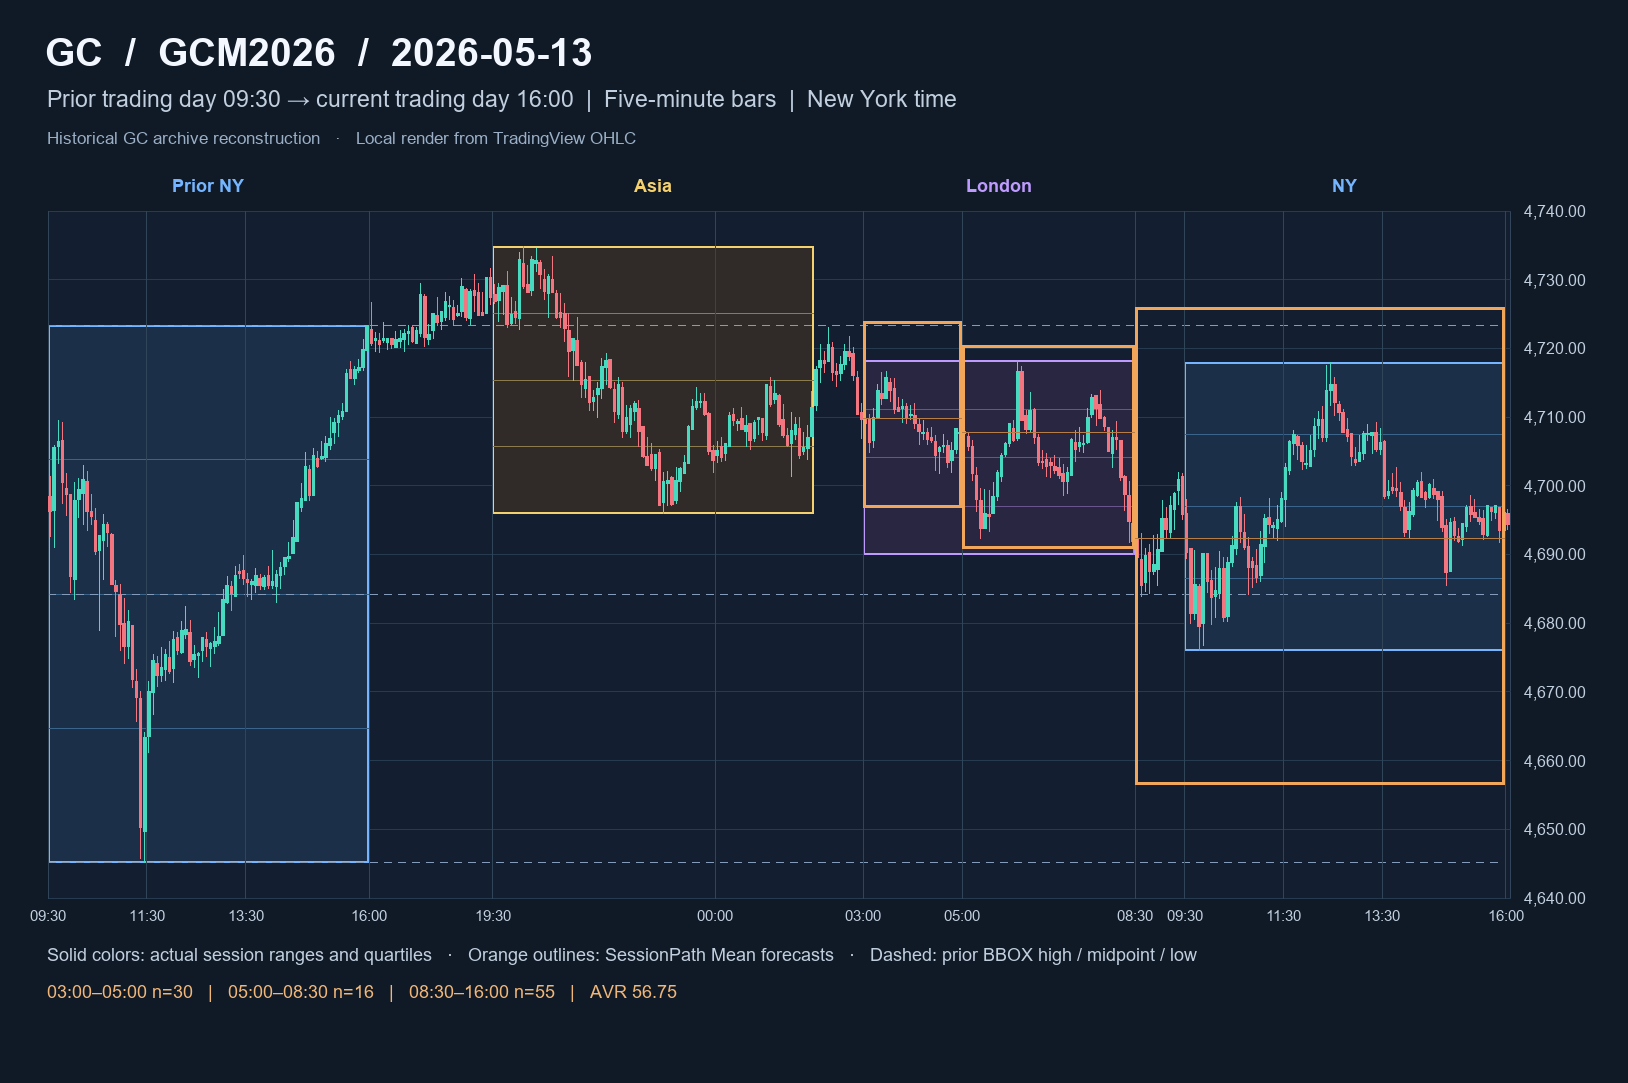 GC / GCM2026 / 2026-05-13
Prior trading day 09:30 → current trading day 16:00 | Five-minute bars | New York time
Historical GC archive reconstruction · Local render from TradingView OHLC
Prior NY Asia London NY
4,740.00
4,730.00
4,720.00
4,710.00
4,700.00
4,690.00
4,680.00
4,670.00
4,660.00
4,650.00
4,640.00
09:30 11:30 13:30 16:00 19:30 00:00 03:00 05:00 08:30 09:30 11:30 13:30 16:00
Solid colors: actual session ranges and quartiles · Orange outlines: SessionPath Mean forecasts · Dashed: prior BBOX high / midpoint / low
03:00–05:00 n=30 | 05:00–08:30 n=16 | 08:30–16:00 n=55 | AVR 56.75